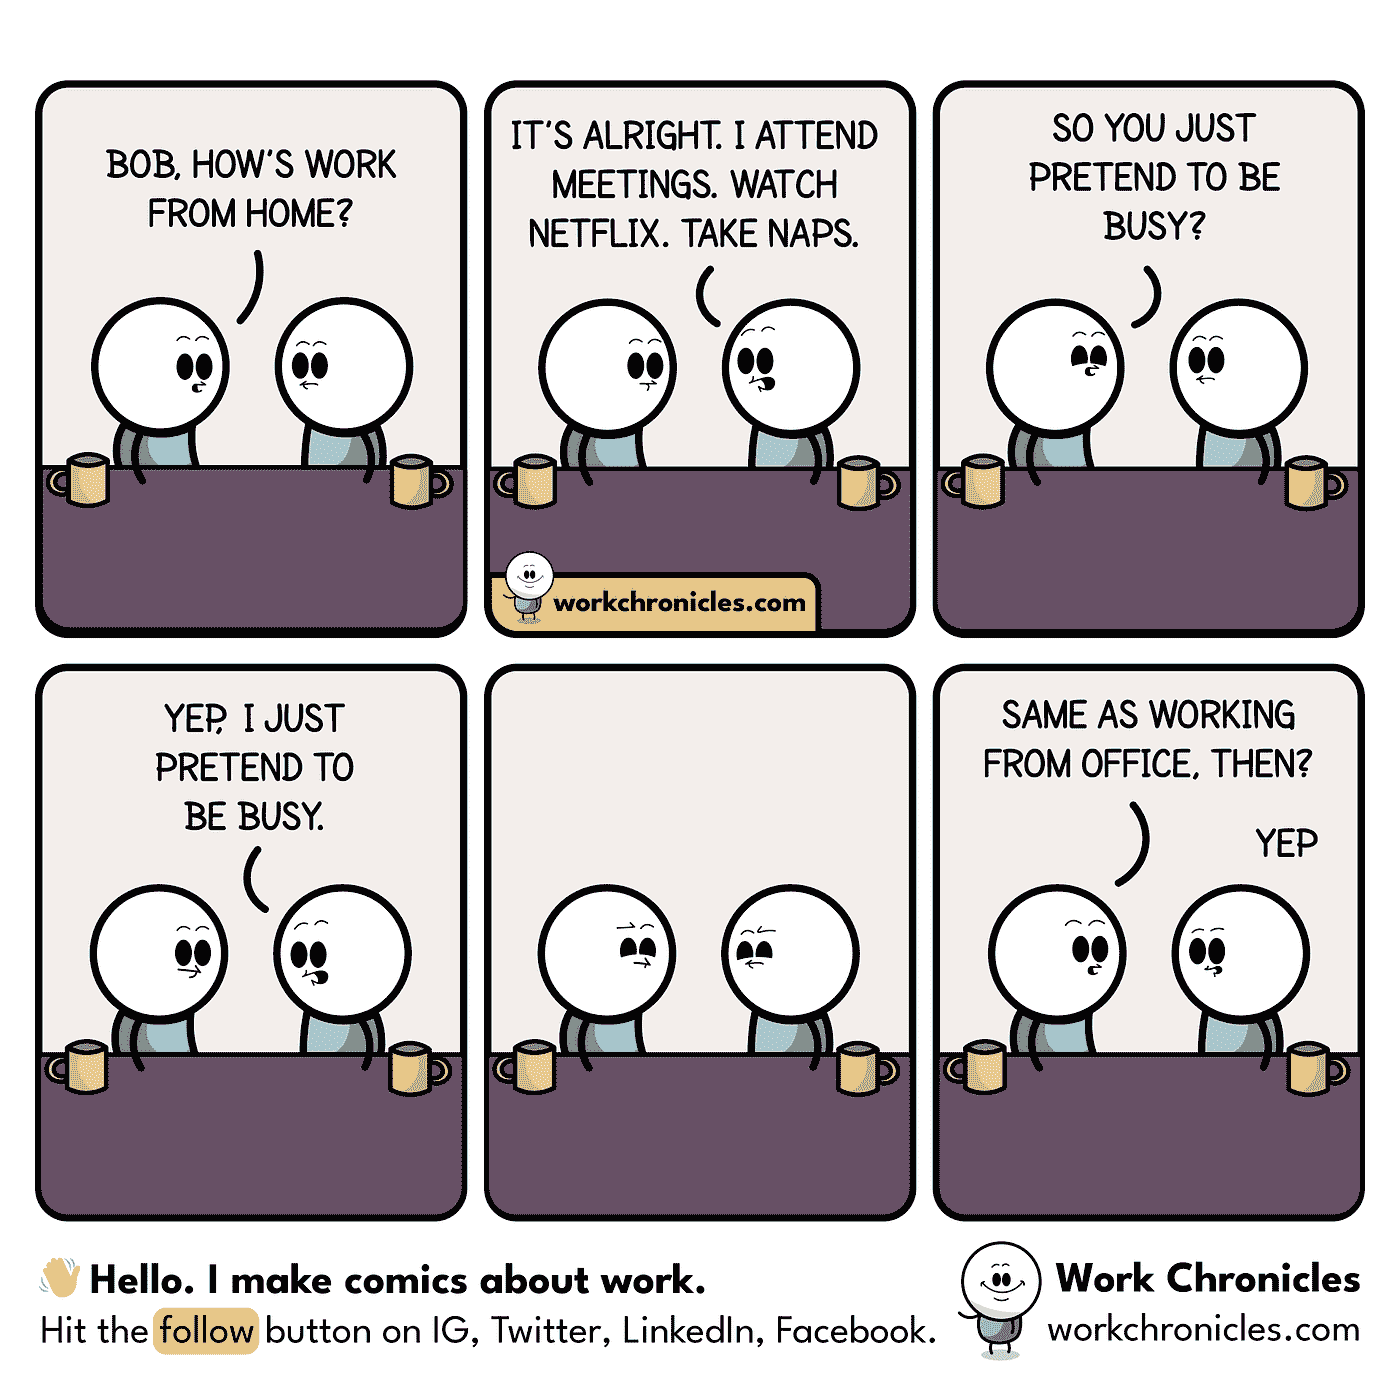 BOB, HOW'S WORK
FROM HOME?
IT'S ALRIGHT. I ATTEND
MEETINGS. WATCH
NETFLIX. TAKE NAPS.
workchronicles.com
SO YOU JUST
PRETEND TO BE
BUSY?
YEP, I JUST
PRETEND TO
BE BUSY.
SAME AS WORKING
FROM OFFICE, THEN?
YEP
Hello. I make comics about work.
Hit the follow button on IG, Twitter, LinkedIn, Facebook.
Work Chronicles
workchronicles.com